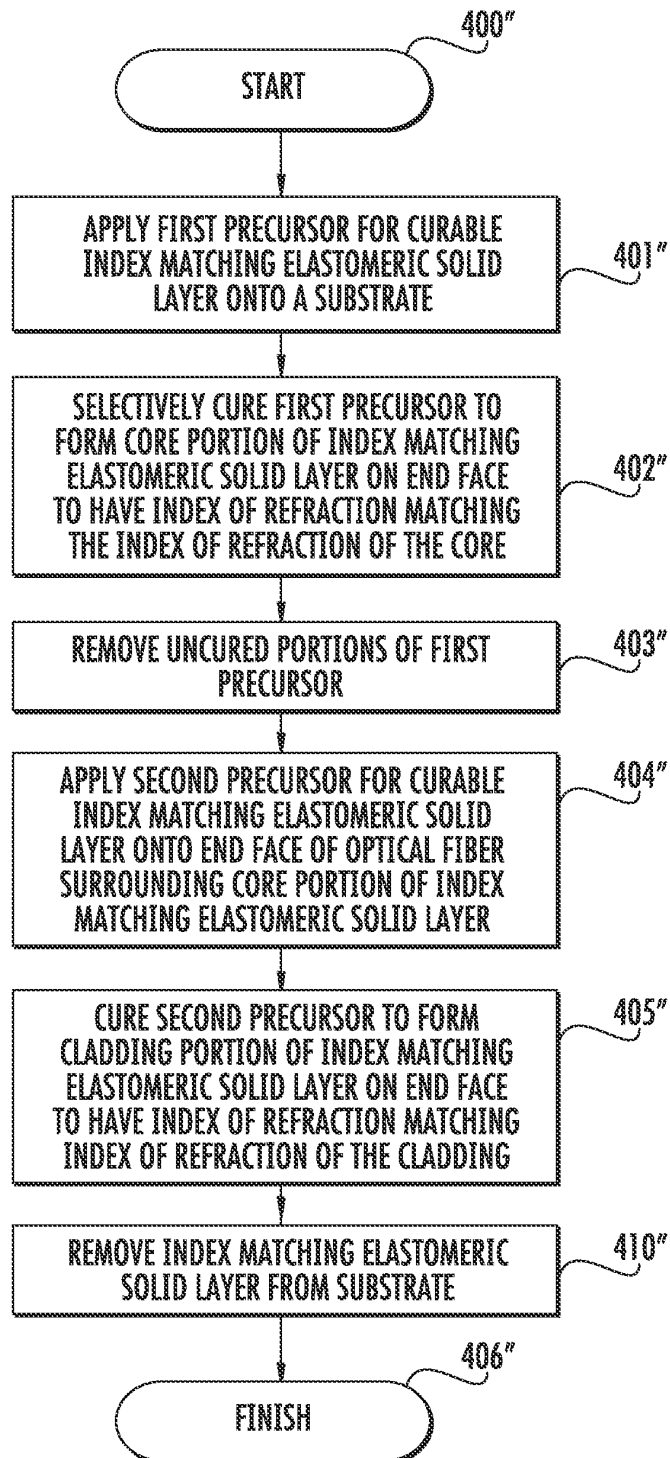 400"
START
APPLY FIRST PRECURSOR FOR CURABLE
INDEX MATCHING ELASTOMERIC SOLID
LAYER ONTO A SUBSTRATE
401"
SELECTIVELY CURE FIRST PRECURSOR TO
FORM CORE PORTION OF INDEX MATCHING
ELASTOMERIC SOLID LAYER ON END FACE
TO HAVE INDEX OF REFRACTION MATCHING
THE INDEX OF REFRACTION OF THE CORE
402"
REMOVE UNCURED PORTIONS OF FIRST
PRECURSOR
403"
APPLY SECOND PRECURSOR FOR CURABLE
INDEX MATCHING ELASTOMERIC SOLID
LAYER ONTO END FACE OF OPTICAL FIBER
SURROUNDING CORE PORTION OF INDEX
MATCHING ELASTOMERIC SOLID LAYER
404"
CURE SECOND PRECURSOR TO FORM
CLADDING PORTION OF INDEX MATCHING
ELASTOMERIC SOLID LAYER ON END FACE
TO HAVE INDEX OF REFRACTION MATCHING
INDEX OF REFRACTION OF THE CLADDING
405"
REMOVE INDEX MATCHING ELASTOMERIC
SOLID LAYER FROM SUBSTRATE
410"
406"
FINISH